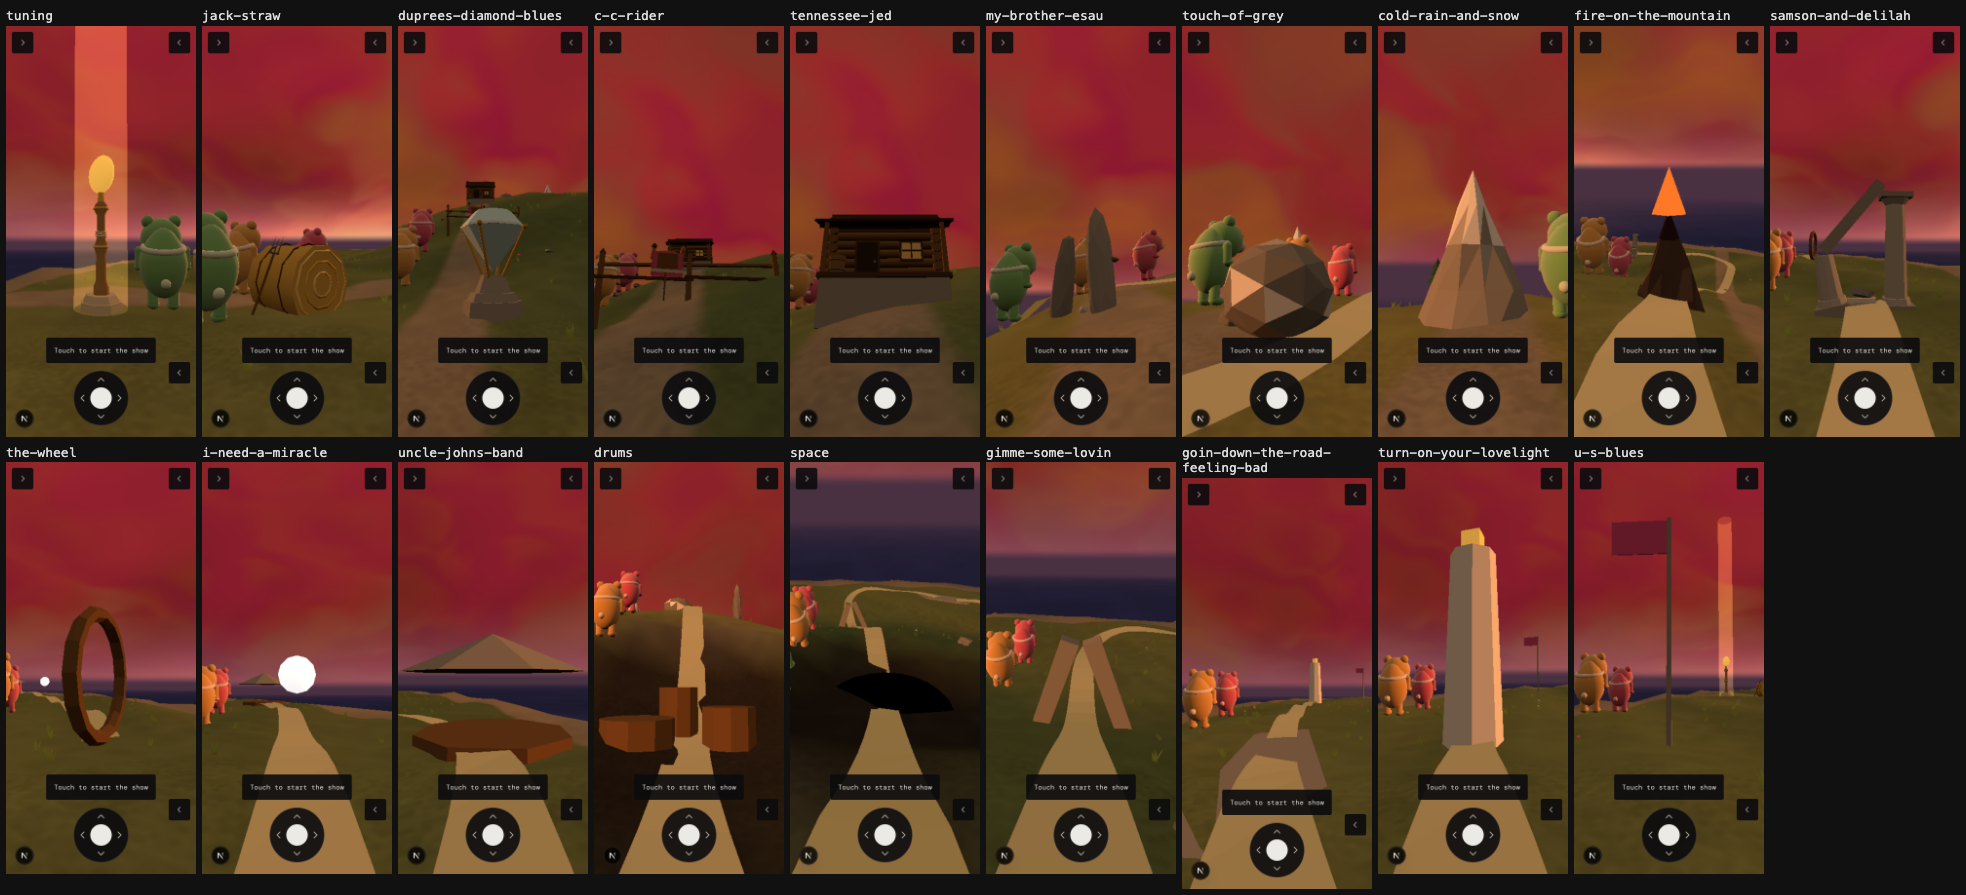 tuning
jack-straw
duprees-diamond-blues
c-c-rider
tennessee-jed
my-brother-esau
touch-of-grey
cold-rain-and-snow
fire-on-the-mountain
samson-and-delilah
Touch to start the show
Touch to start the show
Touch to start the show
Touch to start the show
Touch to start the show
Touch to start the show
Touch to start the show
Touch to start the show
Touch to start the show
Touch to start the show
N
N
N
N
N
N
N
N
N
N
the-wheel
i-need-a-miracle
uncle-johns-band
drums
space
gimme-some-lovin
goin-down-the-road-
feeling-bad
turn-on-your-lovelight
u-s-blues
Touch to start the show
Touch to start the show
Touch to start the show
Touch to start the show
Touch to start the show
Touch to start the show
Touch to start the show
Touch to start the show
Touch to start the show
N
N
N
N
N
N
N
N
N